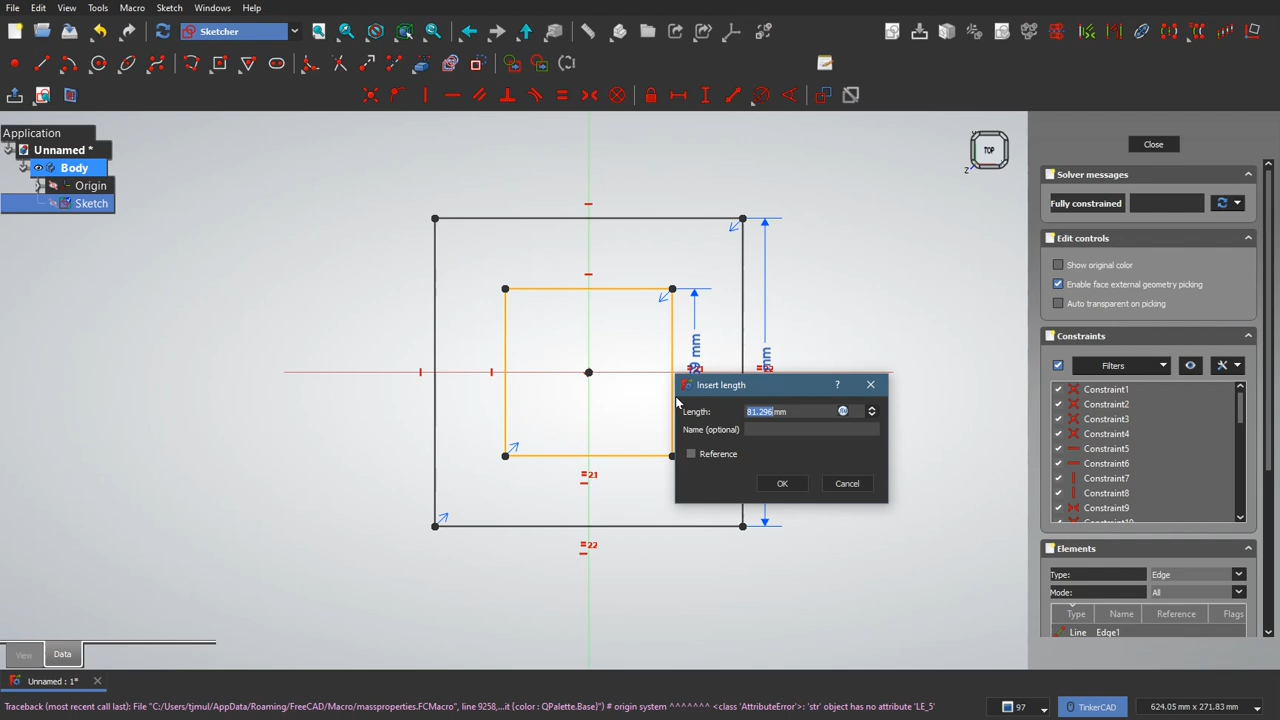 File Edit View Tools Macro Sketch Windows Help
Sketcher
Application
Unnamed *
Body
Origin
Sketch
TOP
Z
Close
Solver messages
Fully constrained
Edit controls
Show original color
Enable face external geometry picking
Auto transparent on picking
Constraints
Filters
Constraint1
Constraint2
Constraint3
Constraint4
Constraint5
Constraint6
Constraint7
Constraint8
Constraint9
Constraint10
mm
mm
Insert length
?
Length: 81.296 mm
Name (optional)
Reference
OK Cancel
21
22
Elements
Type: Edge
Mode: All
Type Name Reference Flags
Line Edge1
View Data
Unnamed : 1*
Traceback (most recent call last): File "C:/Users/tjmul/AppData/Roaming/FreeCAD/Macro/massproperties.FCMacro", line 9258,...it {color: QPalette.Base}") # origin system ^^^^^^^ <class 'AttributeError'>: 'str' object has no attribute 'LE_5'
97
TinkerCAD
624.05 mm x 271.83 mm